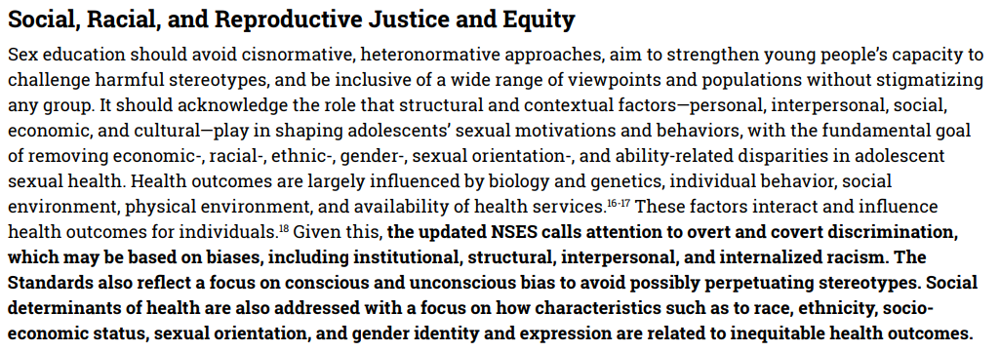 Social, Racial, and Reproductive Justice and Equity
Sex education should avoid cisnormative, heteronormative approaches, aim to strengthen young people's capacity to
challenge harmful stereotypes, and be inclusive of a wide range of viewpoints and populations without stigmatizing
any group. It should acknowledge the role that structural and contextual factors—personal, interpersonal, social,
economic, and cultural—play in shaping adolescents' sexual motivations and behaviors, with the fundamental goal
of removing economic-, racial-, ethnic-, gender-, sexual orientation-, and ability-related disparities in adolescent
sexual health. Health outcomes are largely influenced by biology and genetics, individual behavior, social
environment, physical environment, and availability of health services.16-17 These factors interact and influence
health outcomes for individuals.18 Given this, the updated NSES calls attention to overt and covert discrimination,
which may be based on biases, including institutional, structural, interpersonal, and internalized racism. The
Standards also reflect a focus on conscious and unconscious bias to avoid possibly perpetuating stereotypes. Social
determinants of health are also addressed with a focus on how characteristics such as to race, ethnicity, socio-
economic status, sexual orientation, and gender identity and expression are related to inequitable health outcomes.